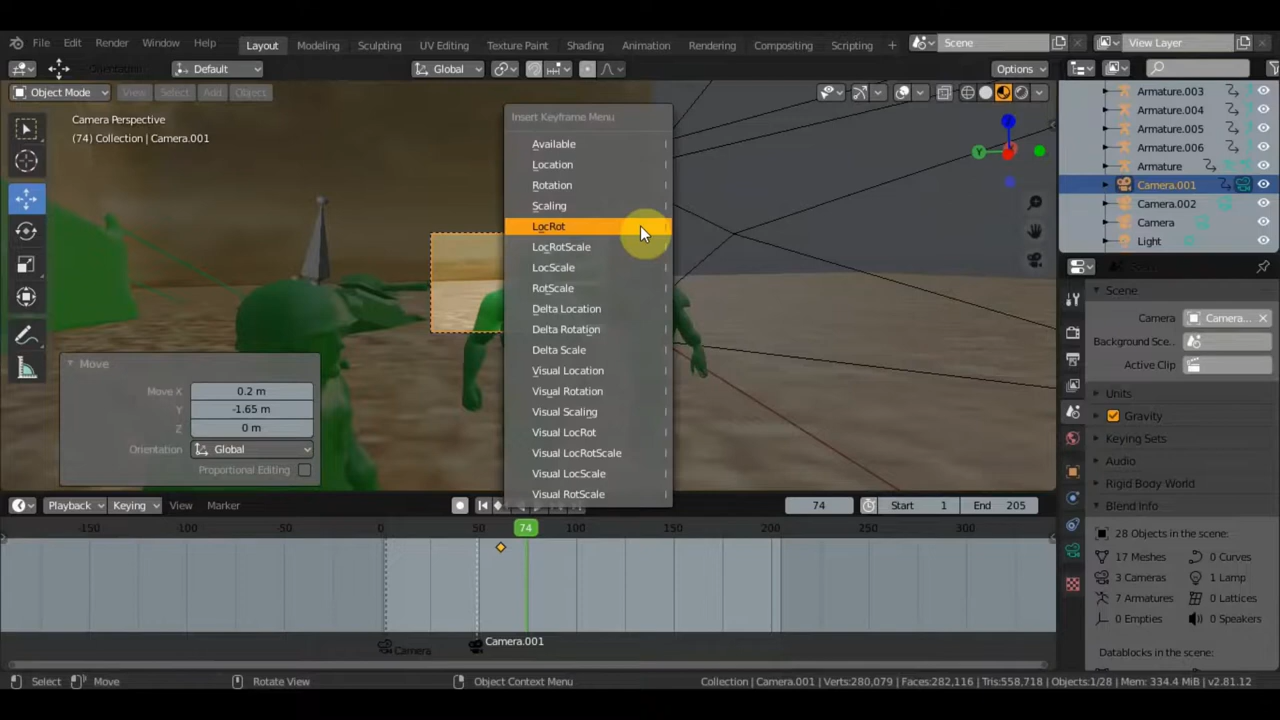 File Edit Render Window Help Layout Modeling Sculpting UV Editing Texture Paint Shading Animation Rendering Compositing Scripting + Scene View Layer
Orientation: Default Global Options
Object Mode View Select Add Object
Camera Perspective
(74) Collection | Camera.001
Insert Keyframe Menu
Available I
Location I
Rotation I
Scaling I
LocRot I
LocRotScale I
LocScale I
RotScale I
Delta Location I
Delta Rotation I
Delta Scale I
Visual Location I
Visual Rotation I
Visual Scaling I
Visual LocRot I
Visual LocRotScale I
Visual LocScale I
Visual RotScale I
Z
Y
Move
Move X 0.2 m
Y -1.65 m
Z 0 m
Orientation Global
Proportional Editing
Armature.003
Armature.004
Armature.005
Armature.006
Armature
Camera.001
Camera.002
Camera
Light
Scene
Camera Camera...
Background Sce..
Active Clip
Units
Gravity
Keying Sets
Audio
Rigid Body World
Custom Properties
Blend Info
28 Objects in the scene:
17 Meshes 0 Curves
3 Cameras 1 Lamp
7 Armatures 0 Lattices
0 Empties 0 Speakers
Datablocks in the scene:
Playback Keying View Marker 74 Start 1 End 205
-150 -100 -50 0 50 74 100 150 200 250 300
Camera Camera.001
Select Move Rotate View Object Context Menu Collection | Camera.001 | Verts:280,079 | Faces:282,116 | Tris:558,718 | Objects:1/28 | Mem: 334.4 MiB | v2.81.12